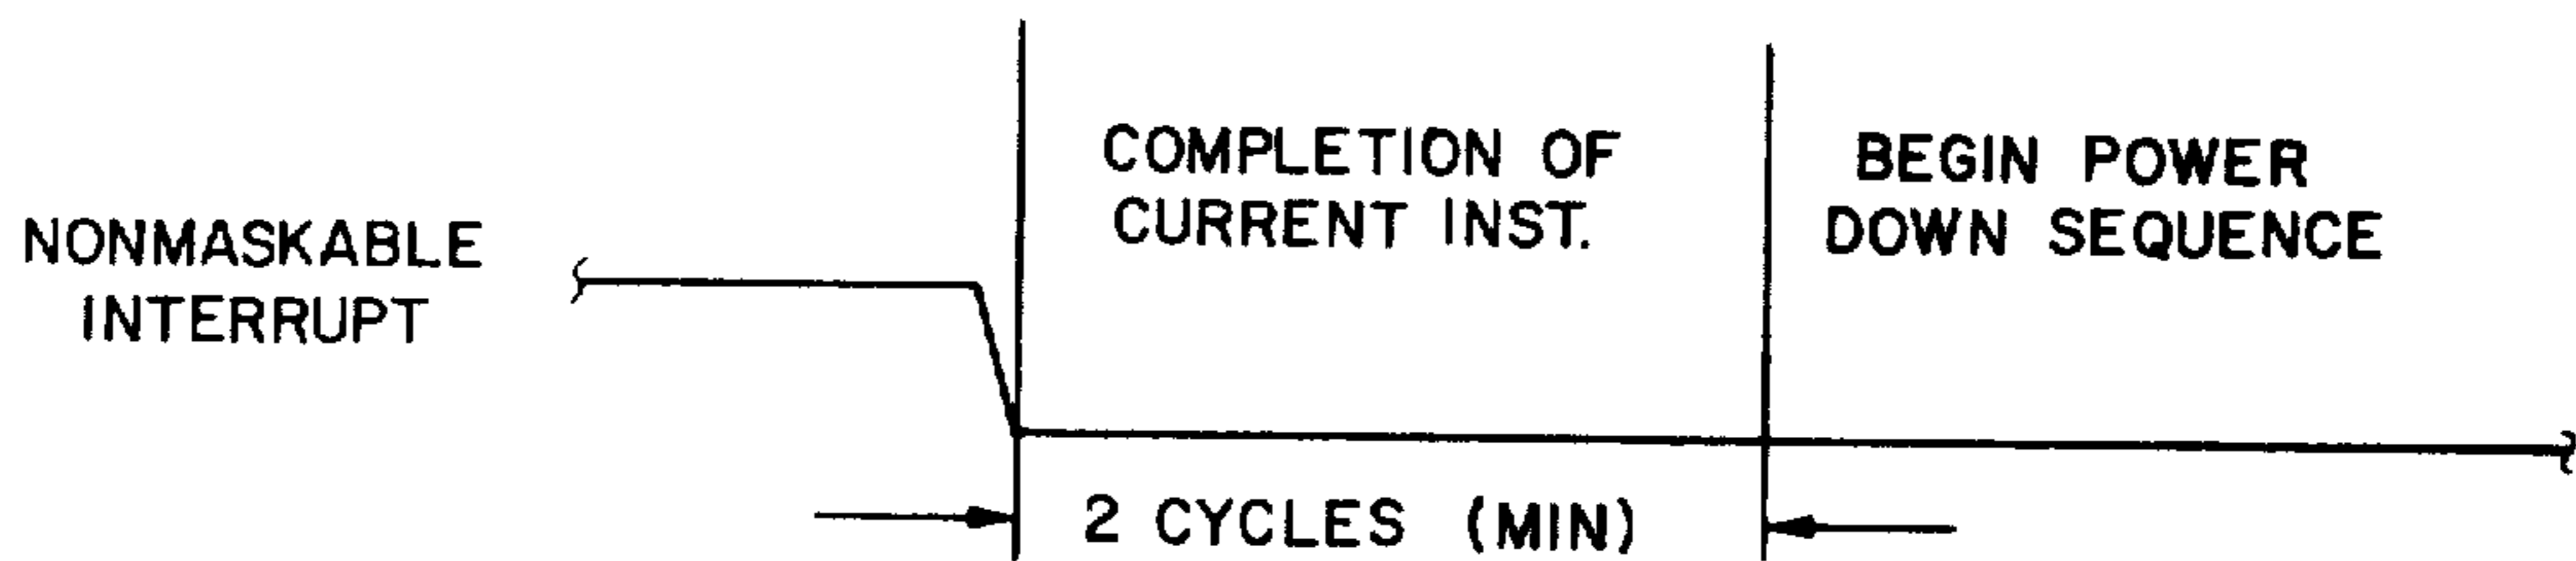 NONMASKABLE
INTERRUPT
COMPLETION OF
CURRENT INST.
BEGIN POWER
DOWN SEQUENCE
2 CYCLES (MIN)